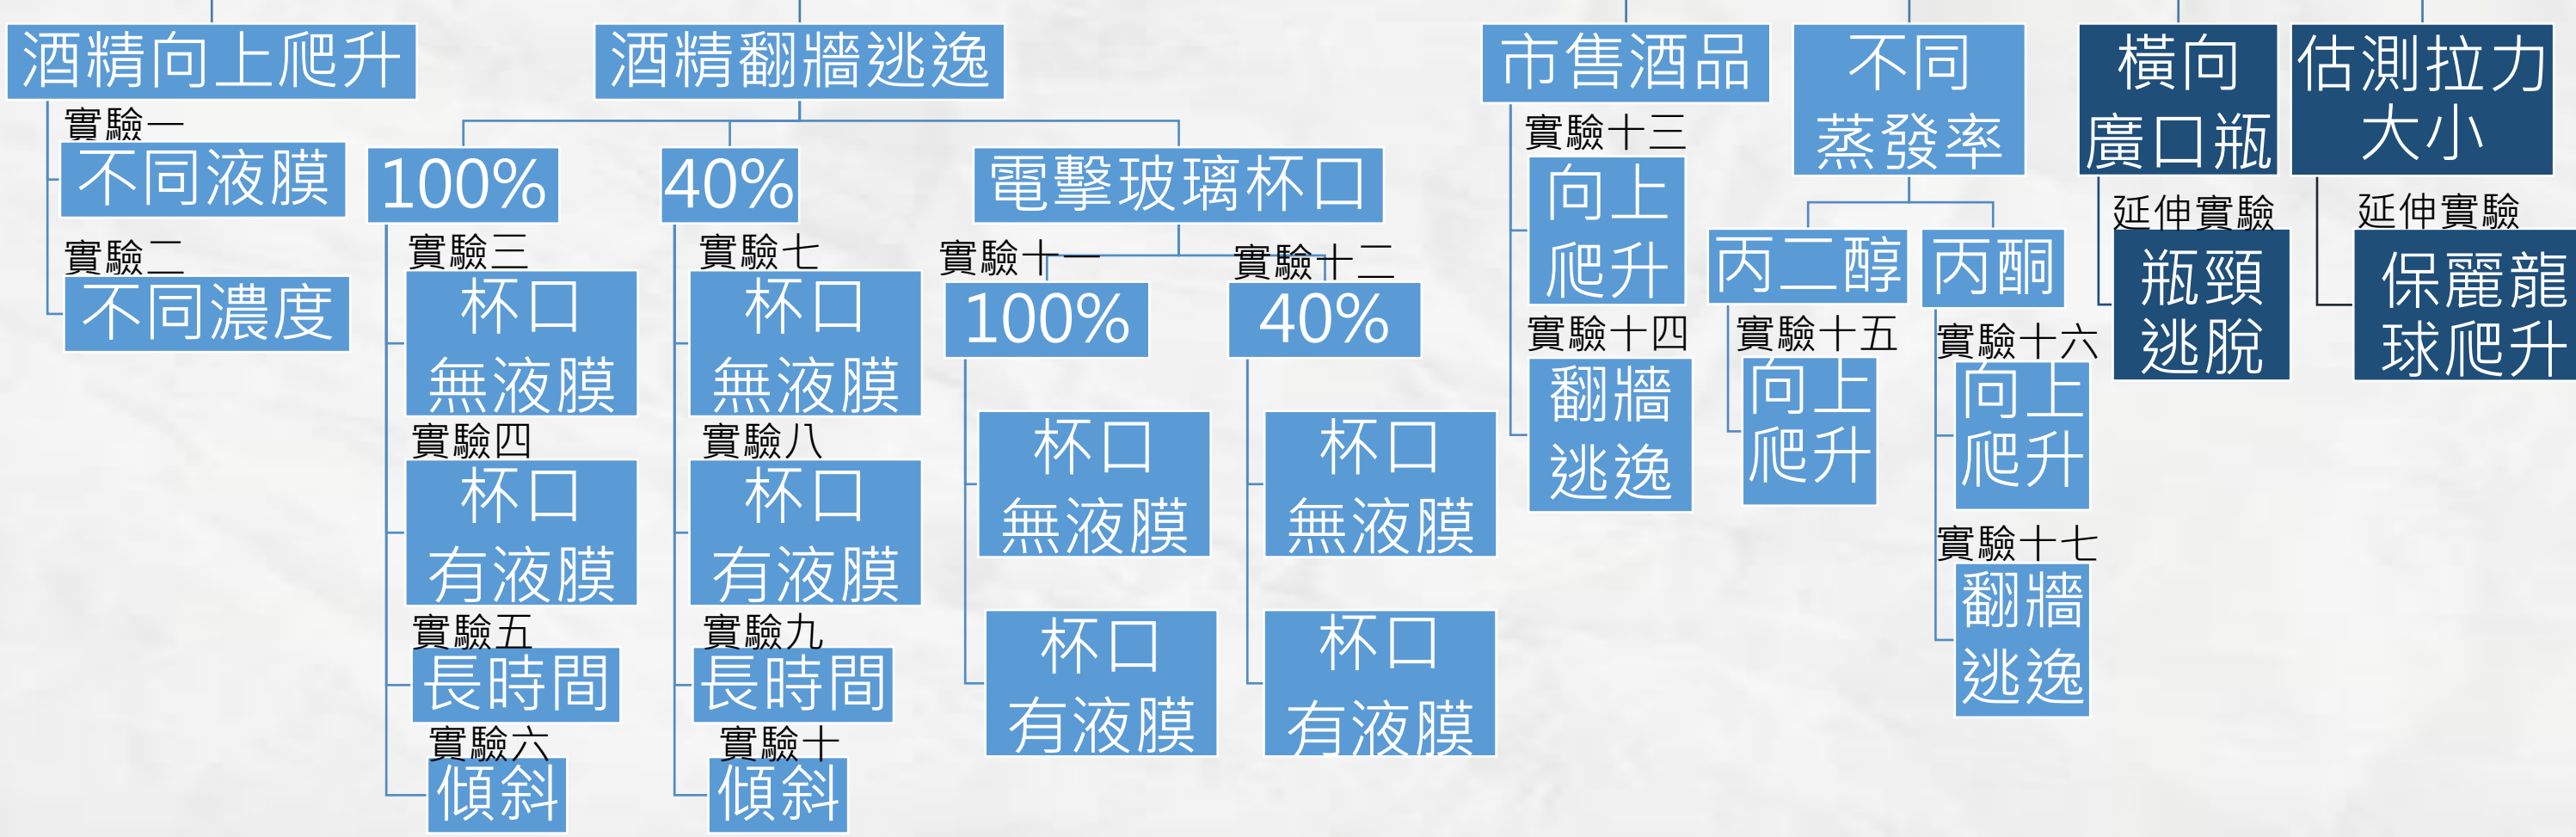 酒精向上爬升
實驗一
不同液膜
實驗二
不同濃度
酒精翻牆逃逸
100%
實驗三
杯口
無液膜
實驗四
杯口
有液膜
實驗五
長時間
實驗六
傾斜
40%
實驗七
杯口
無液膜
實驗八
杯口
有液膜
實驗九
長時間
實驗十
傾斜
電擊玻璃杯口
實驗十一
100%
杯口
無液膜
杯口
有液膜
實驗十二
40%
杯口
無液膜
杯口
有液膜
市售酒品
實驗十三
向上
爬升
實驗十四
翻牆
逃逸
不同
蒸發率
丙二醇
實驗十五
向上
爬升
丙酮
實驗十六
向上
爬升
實驗十七
翻牆
逃逸
橫向
廣口瓶
延伸實驗
瓶頸
逃脫
估測拉力
大小
延伸實驗
保麗龍
球爬升